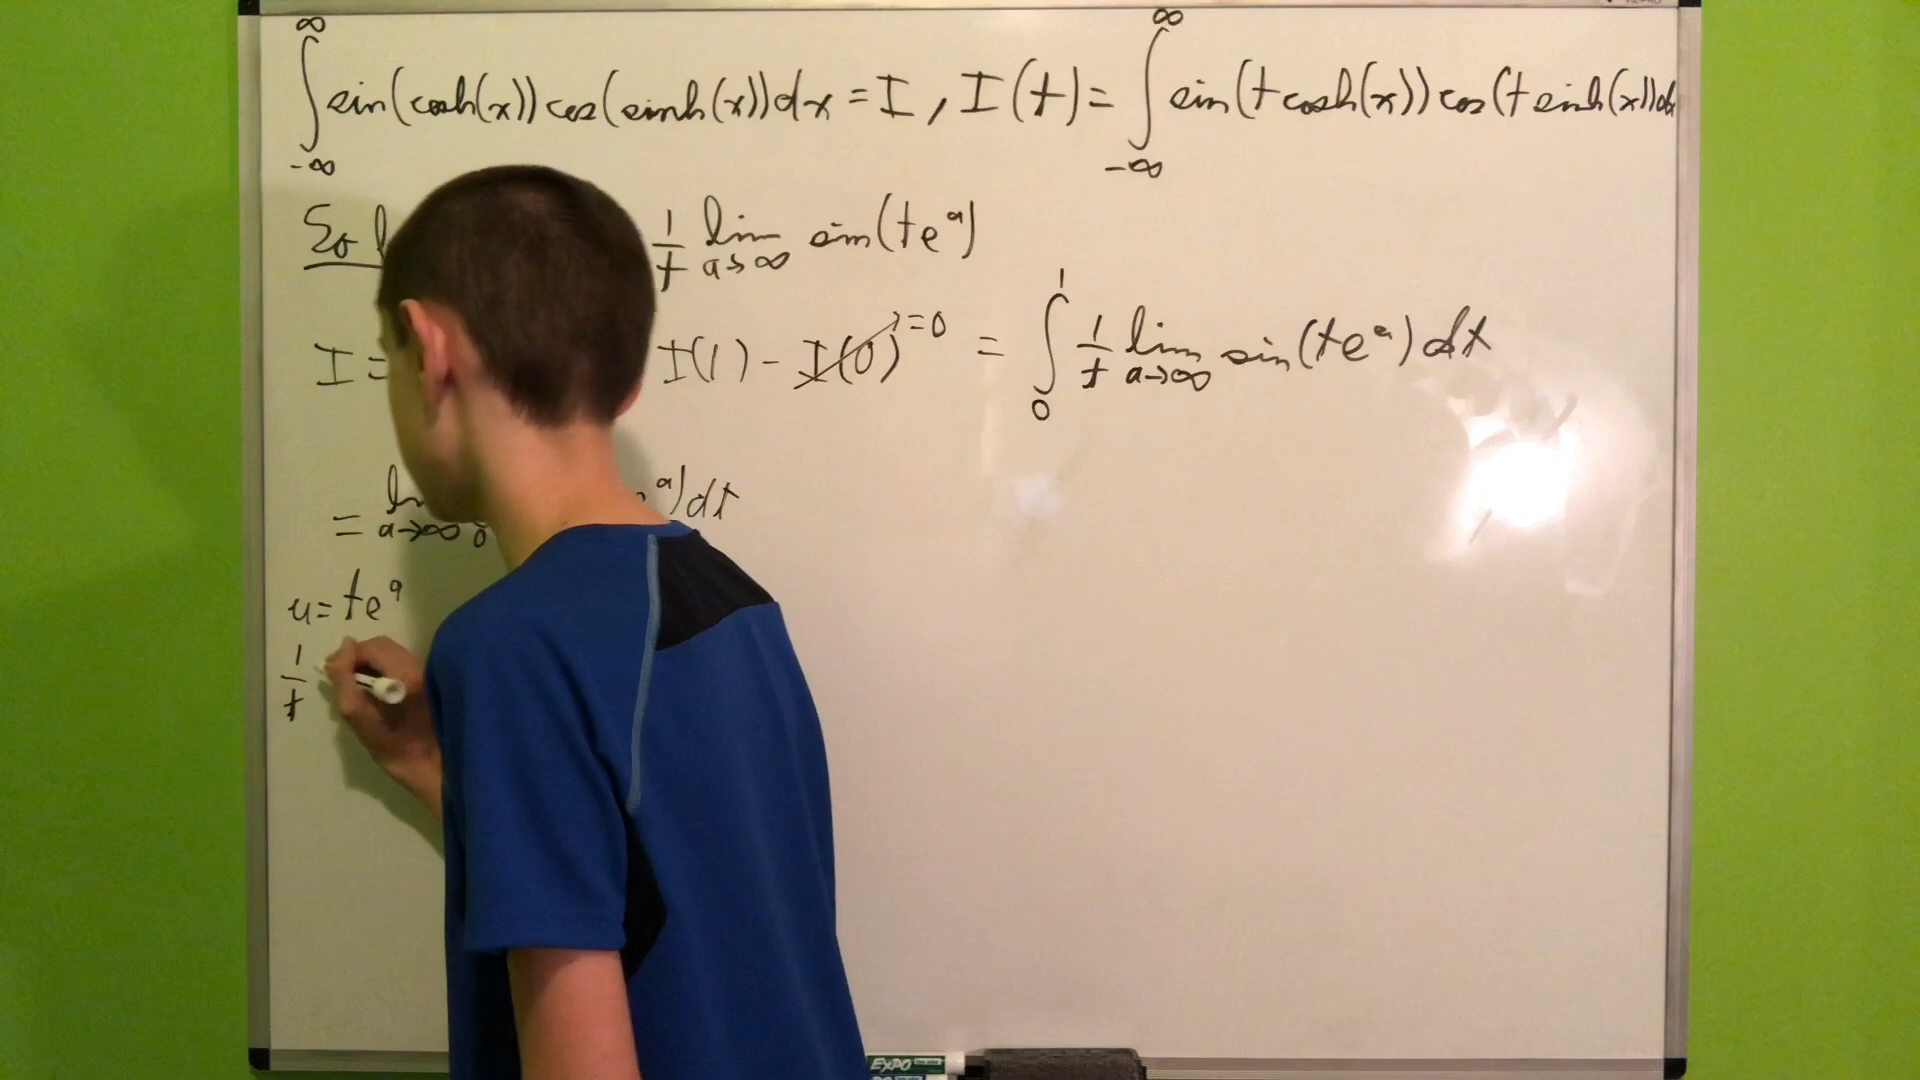 ∫_{-∞}^{∞} sin(cosh(x)) cos(sinh(x)) dx = I, I(t) = ∫_{-∞}^{∞} sin(t cosh(x)) cos(t sinh(x)) dx
1/t lim_{a→∞} sin(te^a)
I = I(1) - I(0) =0 = ∫_0^1 1/t lim_{a→∞} sin(te^a) dt
= lim_{a→∞} ∫_0 e^a) dt
u = te^a
1/t
EXPO